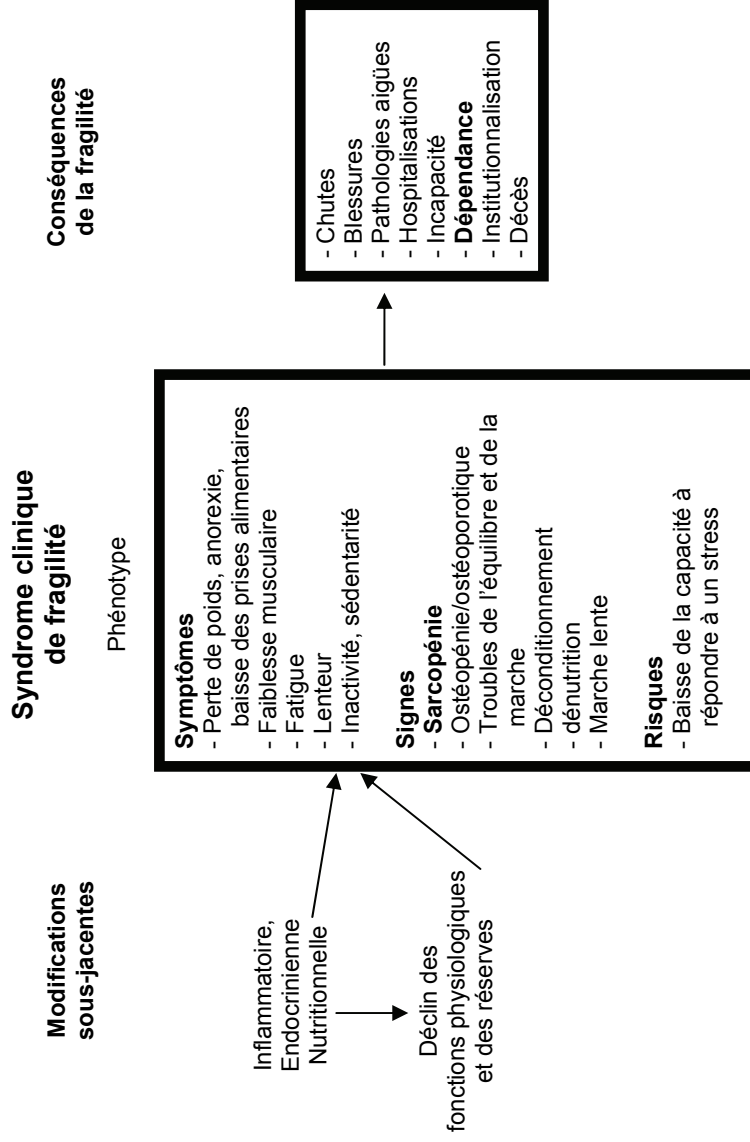 Modifications
sous-jacentes
Inflammatoire,
Endocrinienne
Nutritionnelle
Déclin des
fonctions physiologiques
et des réserves
Syndrome clinique
de fragilité
Phénotype
Symptômes
- Perte de poids, anorexie,
baisse des prises alimentaires
- Faiblesse musculaire
- Fatigue
- Lenteur
- Inactivité, sédentarité
Signes
- Sarcopénie
- Ostéopénie/ostéoporotique
- Troubles de l'équilibre et de la
marche
- Déconditionnement
- dénutrition
- Marche lente
Risques
- Baisse de la capacité à
répondre à un stress
Conséquences
de la fragilité
- Chutes
- Blessures
- Pathologies aigües
- Hospitalisations
- Incapacité
- Dépendance
- Institutionnalisation
- Décès